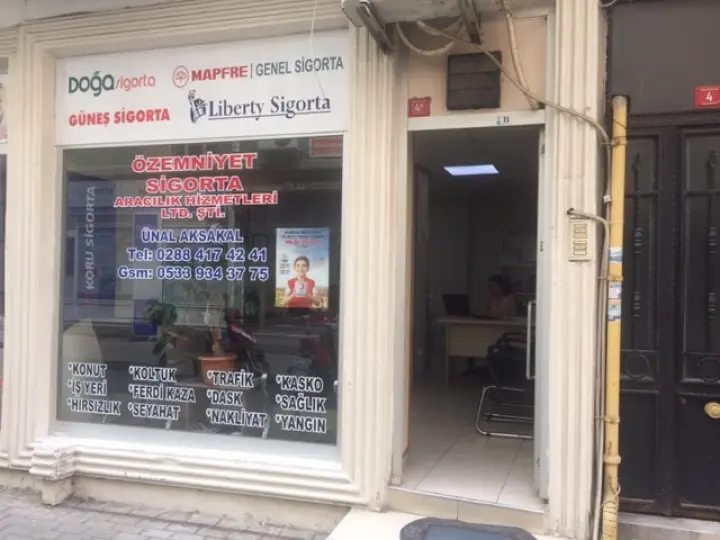 Doğa sigorta
MAPFRE | GENEL SİGORTA
GÜNEŞ SİGORTA
Liberty Sigorta
ÖZEMNİYET
SİGORTA
ARACILIK HİZMETLERİ
LTD. ŞTİ.
ÜNAL AKSAKAL
Tel: 0288 417 42 41
Gsm: 0533 934 37 75
KORU SİGORTA
*KONUT
*İŞ YERİ
*HIRSIZLIK
*KOLTUK
*FERDİ KAZA
*SEYAHAT
*TRAFİK
*DASK
*NAKLİYAT
*KASKO
*SAĞLIK
*YANGIN
B
4